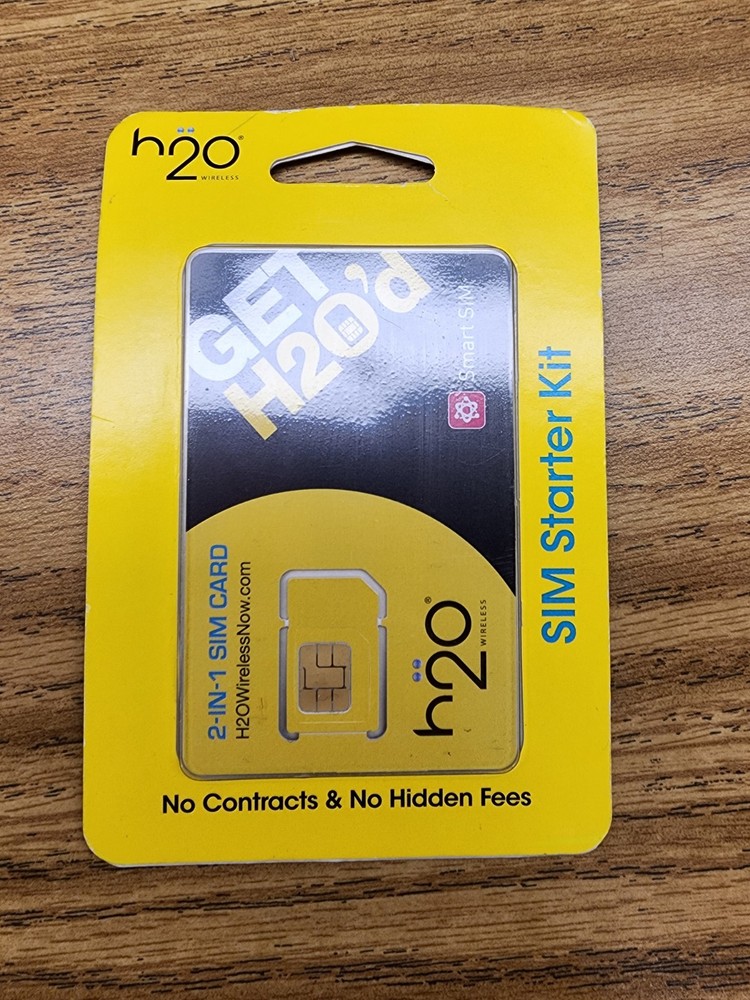 h2o®
WIRELESS
GET
H2O'd
Smart SIM
SIM Starter Kit
2-IN-1 SIM CARD
H2OWirelessNow.com
h2o®
WIRELESS
No Contracts & No Hidden Fees